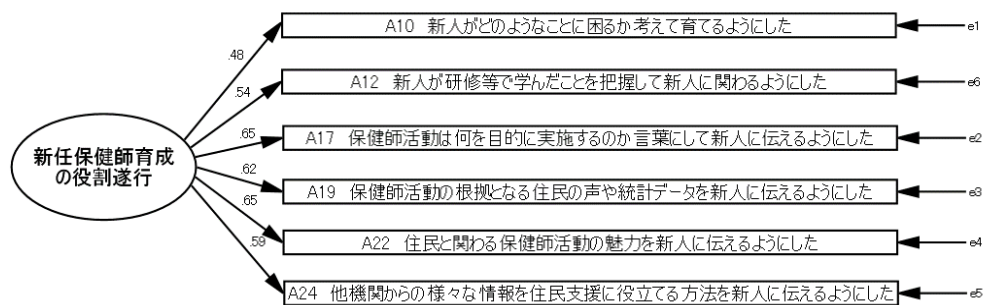 A10 新人がどのようなことに困るか考えて育てるようにした
e1
.48
A12 新人が研修等で学んだことを把握して新人に関わるようにした
e6
.54
A17 保健師活動は何を目的に実施するのか言葉にして新人に伝えるようにした
e2
.65
新任保健師育成
の役割遂行
.62
A19 保健師活動の根拠となる住民の声や統計データを新人に伝えるようにした
e3
.65
A22 住民と関わる保健師活動の魅力を新人に伝えるようにした
e4
.59
A24 他機関からの様々な情報を住民支援に役立てる方法を新人に伝えるようにした
e5